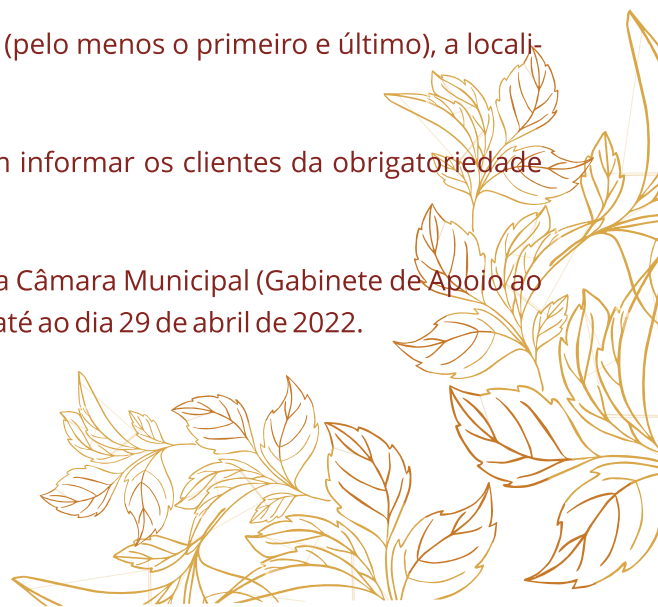 (pelo menos o primeiro e último), a locali-
informar os clientes da obrigatoriedade
a Câmara Municipal (Gabinete de Apoio ao
até ao dia 29 de abril de 2022.